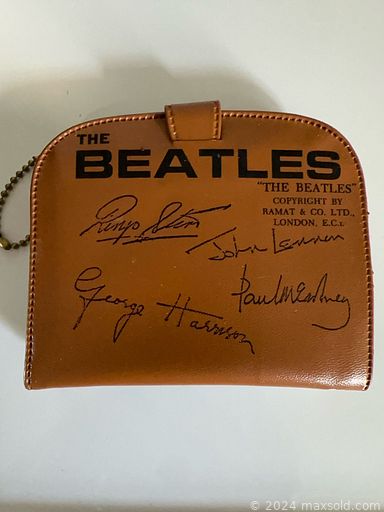 THE
BEATLES
"THE BEATLES"
COPYRIGHT BY
RAMAT & CO. LTD.,
LONDON, E.C.1.
Ringo Starr
John Lennon
George Harrison
Paul McCartney
© 2024 maxsold.com